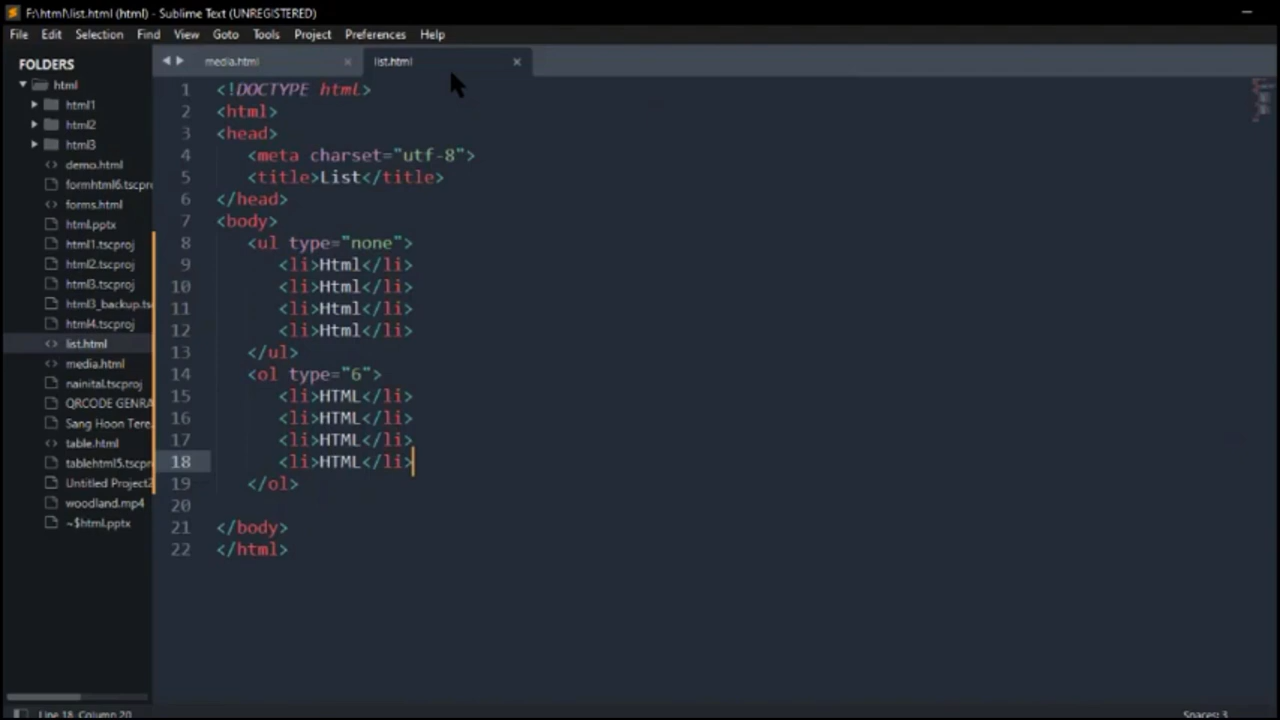 F:\html\list.html (html) - Sublime Text (UNREGISTERED)
File Edit Selection Find View Goto Tools Project Preferences Help
FOLDERS
html
html1
html2
html3
demo.html
formhtml6.tscpro
forms.html
html.pptx
html1.tscproj
html2.tscproj
html3.tscproj
html3_backup.ts
html4.tscproj
list.html
media.html
nainital.tscproj
QRCODE GENRA
Sang Hoon Tere.
table.html
tablehtml5.tscpr
Untitled Project2
woodland.mp4
~$html.pptx
media.html list.html
1 <!DOCTYPE html>
2 <html>
3 <head>
4 <meta charset="utf-8">
5 <title>List</title>
6 </head>
7 <body>
8 <ul type="none">
9 <li>Html</li>
10 <li>Html</li>
11 <li>Html</li>
12 <li>Html</li>
13 </ul>
14 <ol type="6">
15 <li>HTML</li>
16 <li>HTML</li>
17 <li>HTML</li>
18 <li>HTML</li>
19 </ol>
20
21 </body>
22 </html>
Line 18, Column 20 Spaces: 3